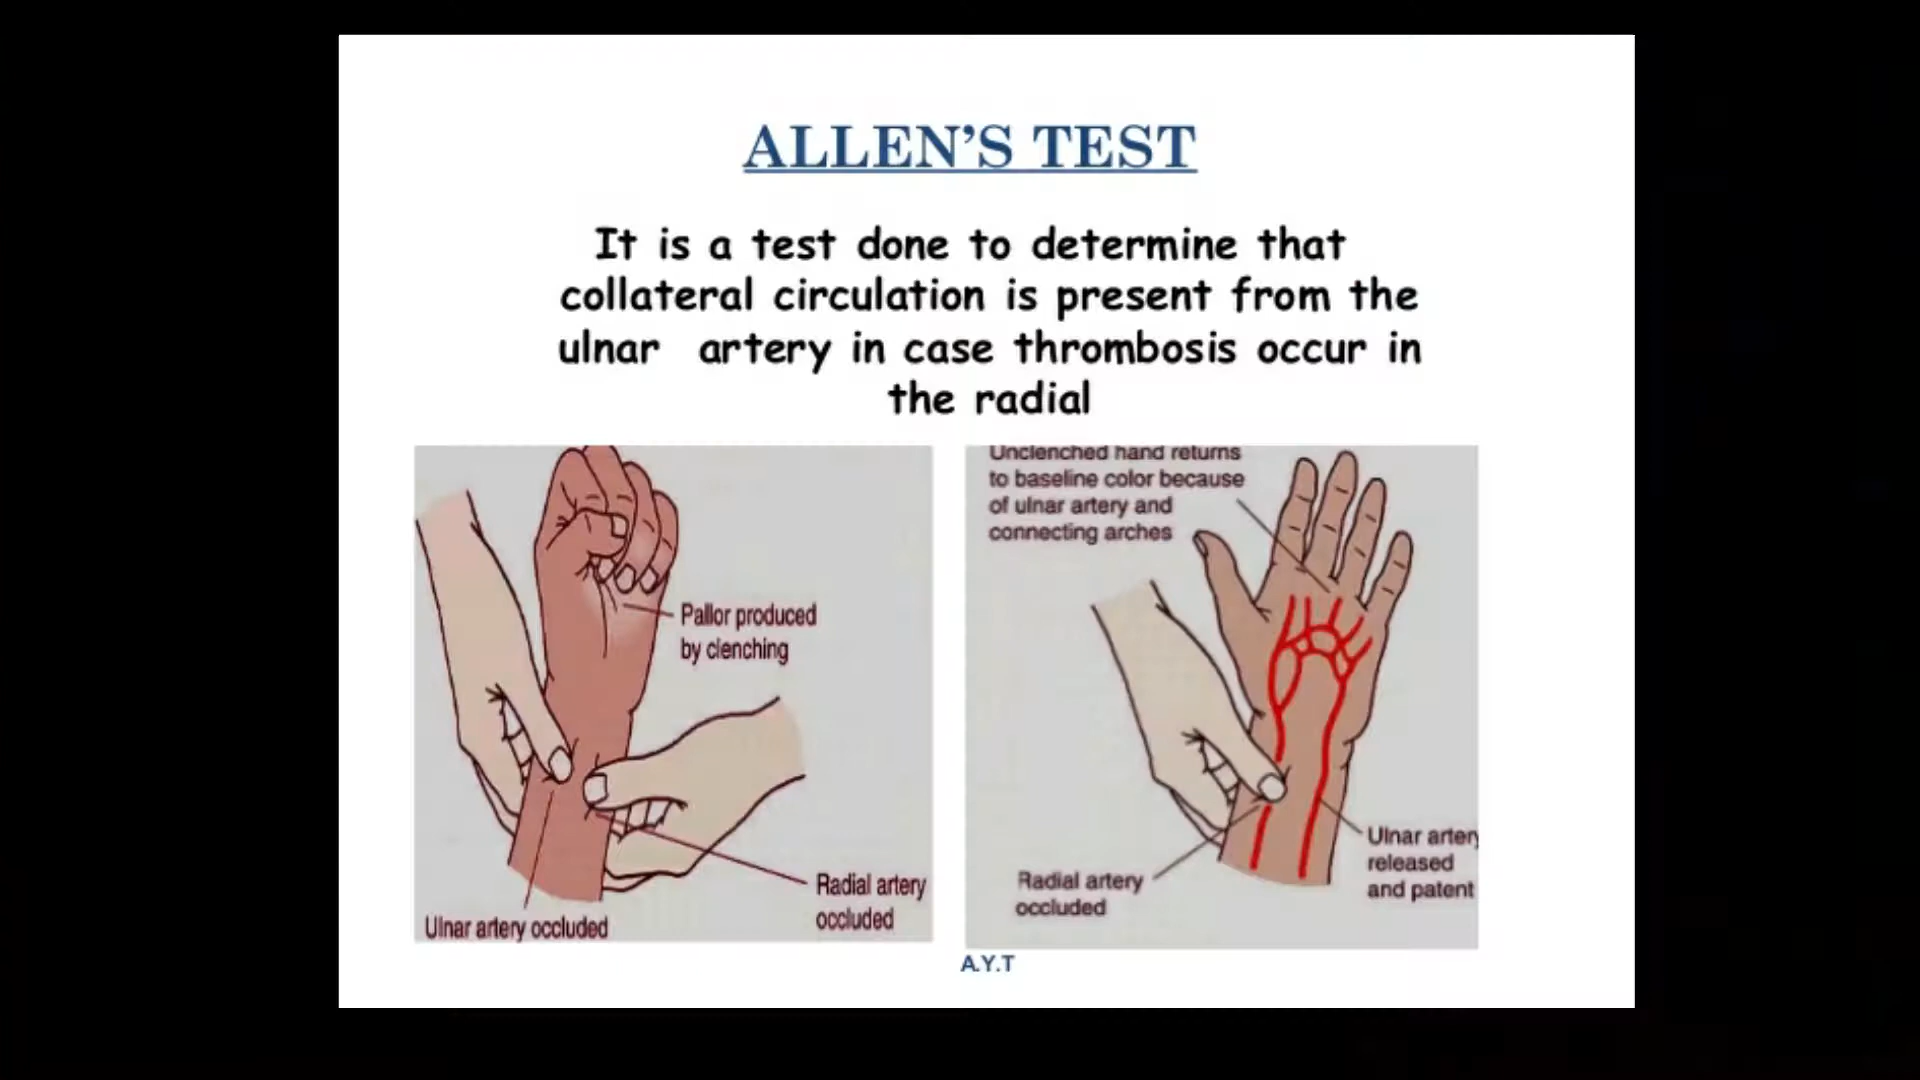 ALLEN'S TEST
It is a test done to determine that
collateral circulation is present from the
ulnar artery in case thrombosis occur in
the radial
Pallor produced
by clenching
Radial artery
occluded
Ulnar artery occluded
Unclenched hand returns
to baseline color because
of ulnar artery and
connecting arches
Radial artery
occluded
Ulnar artery
released
and patent
A.Y.T